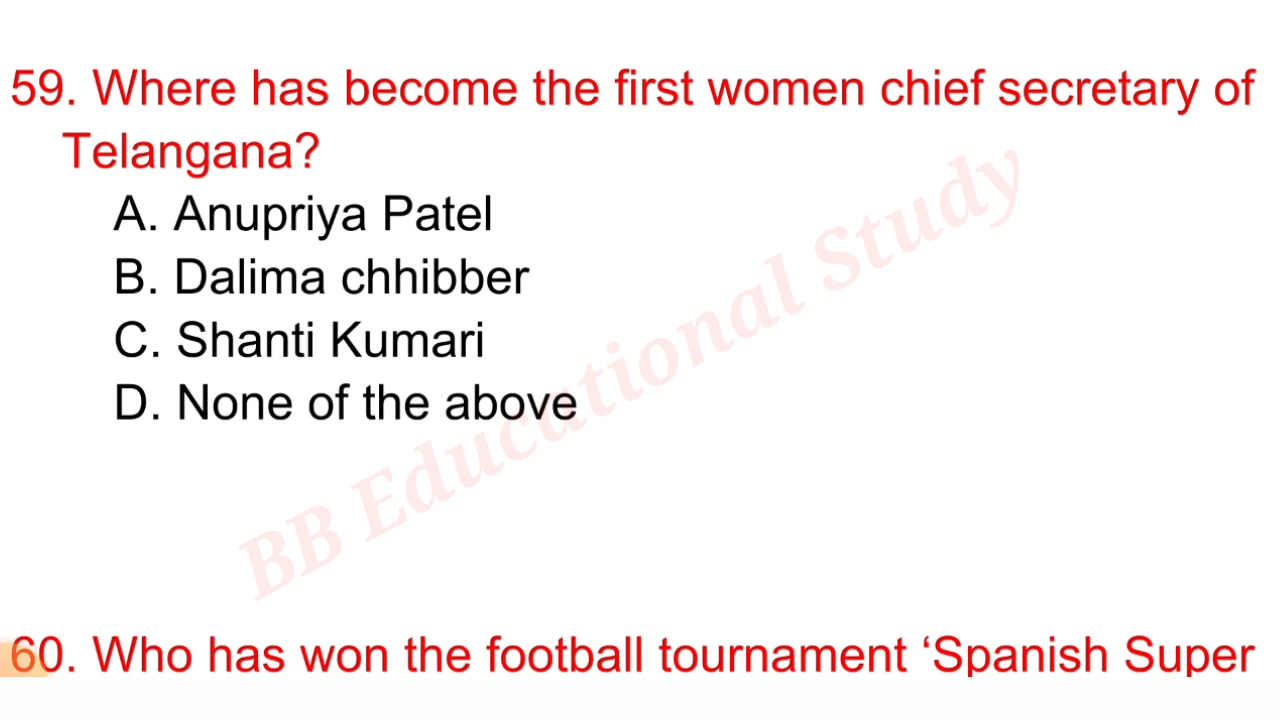 59. Where has become the first women chief secretary of
Telangana?
A. Anupriya Patel
B. Dalima chhibber
C. Shanti Kumari
D. None of the above
BB Educational Study
60. Who has won the football tournament ‘Spanish Super